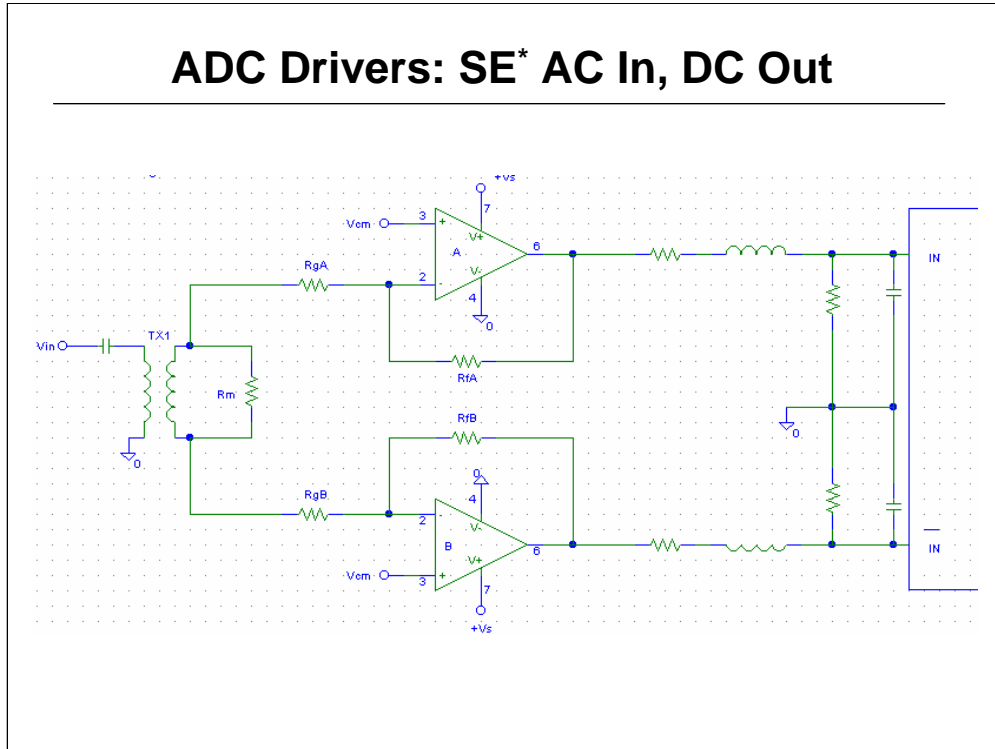 ADC Drivers: SE* AC In, DC Out
+Vs
7
Vcm
3
+
V+
A
6
IN
RgA
2
-
V-
4
0
TX1
Vin
RfA
Rm
RfB
0
0
0
4
RgB
2
-
V-
B
6
V+
IN
Vcm
3
+
7
+Vs